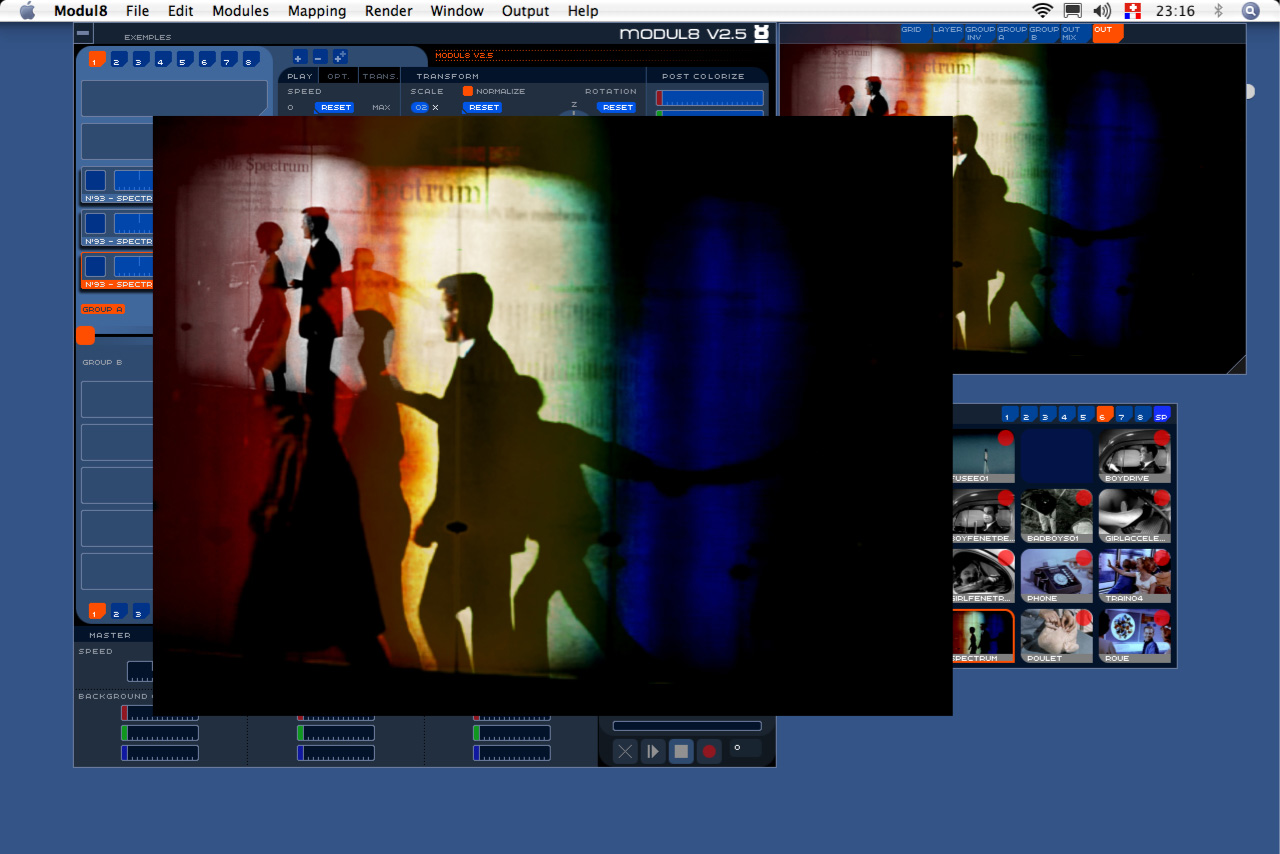 Modul8 File Edit Modules Mapping Render Window Output Help 23:16
EXEMPLES
MODUL8 V2.5
GRID LAYER GROUP INV GROUP A GROUP B OUT MIX OUT
1 2 3 4 5 6 7 8
MODUL8 V2.5
PLAY OPT. TRANS. TRANSFORM POST COLORIZE
SPEED SCALE NORMALIZE ROTATION
0 RESET MAX 02 X RESET Z RESET
N°93 - SPECTR
N°93 - SPECTR
N°93 - SPECTR
GROUP A
GROUP B
1 2 3
MASTER
SPEED
BACKGROUND
Spectrum
pectrum
Spectrum
ctrum
1 2 3 4 5 6 7 8 SP
FUSEE01 BOYDRIVE
BOYFENETRE... BADBOYS01 GIRLACCELE...
GIRLFENETR... PHONE TRAIN04
SPECTRUM POULET ROUE